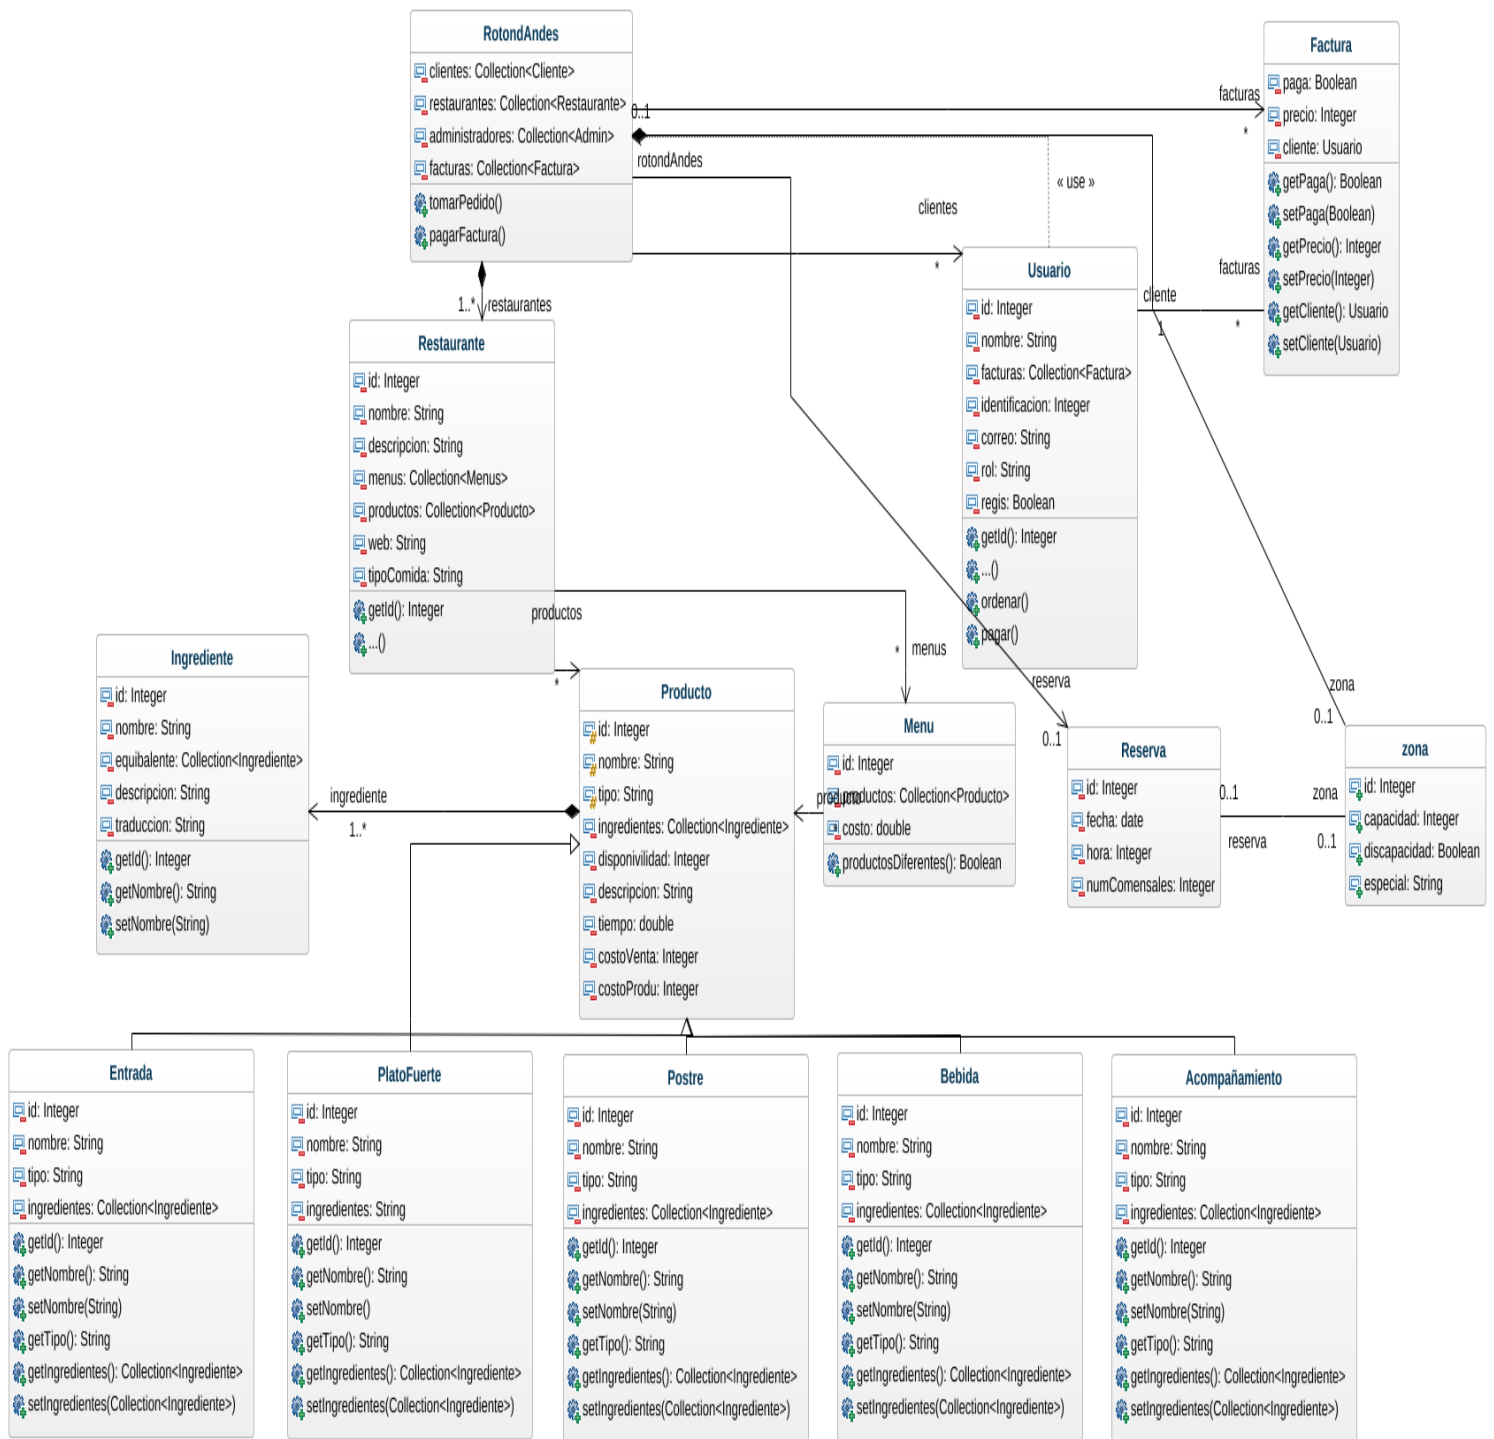 RotondAndes
clientes: Collection<Cliente>
restaurantes: Collection<Restaurante>
administradores: Collection<Admin>
facturas: Collection<Factura>
tomarPedido()
pagarFactura()
0..1
rotondAndes
facturas
*
« use »
clientes
*
1..*
restaurantes
Factura
paga: Boolean
precio: Integer
cliente: Usuario
getPaga(): Boolean
setPaga(Boolean)
getPrecio(): Integer
setPrecio(Integer)
getCliente(): Usuario
setCliente(Usuario)
facturas
*
cliente
1
Usuario
id: Integer
nombre: String
facturas: Collection<Factura>
identificacion: Integer
correo: String
rol: String
regis: Boolean
getId(): Integer
...()
ordenar()
pagar()
Restaurante
id: Integer
nombre: String
descripcion: String
menus: Collection<Menus>
productos: Collection<Producto>
web: String
tipoComida: String
getId(): Integer
...()
productos
*
*
menus
reserva
0..1
zona
0..1
Ingrediente
id: Integer
nombre: String
equibalente: Collection<Ingrediente>
descripcion: String
traduccion: String
getId(): Integer
getNombre(): String
setNombre(String)
ingrediente
1..*
Producto
id: Integer
nombre: String
tipo: String
ingredientes: Collection<Ingrediente>
disponivilidad: Integer
descripcion: String
tiempo: double
costoVenta: Integer
costoProdu: Integer
Menu
id: Integer
productos: Collection<Producto>
costo: double
productosDiferentes(): Boolean
producto
Reserva
id: Integer
fecha: date
hora: Integer
numComensales: Integer
0..1
reserva
zona
0..1
zona
id: Integer
capacidad: Integer
discapacidad: Boolean
especial: String
Entrada
id: Integer
nombre: String
tipo: String
ingredientes: Collection<Ingrediente>
getId(): Integer
getNombre(): String
setNombre(String)
getTipo(): String
getIngredientes(): Collection<Ingrediente>
setIngredientes(Collection<Ingrediente>)
PlatoFuerte
id: Integer
nombre: String
tipo: String
ingredientes: String
getId(): Integer
getNombre(): String
setNombre()
getTipo(): String
getIngredientes(): Collection<Ingrediente>
setIngredientes(Collection<Ingrediente>)
Postre
id: Integer
nombre: String
tipo: String
ingredientes: Collection<Ingrediente>
getId(): Integer
getNombre(): String
setNombre(String)
getTipo(): String
getIngredientes(): Collection<Ingrediente>
setIngredientes(Collection<Ingrediente>)
Bebida
id: Integer
nombre: String
tipo: String
ingredientes: Collection<Ingrediente>
getId(): Integer
getNombre(): String
setNombre(String)
getTipo(): String
getIngredientes(): Collection<Ingrediente>
setIngredientes(Collection<Ingrediente>)
Acompañamiento
id: Integer
nombre: String
tipo: String
ingredientes: Collection<Ingrediente>
getId(): Integer
getNombre(): String
setNombre(String)
getTipo(): String
getIngredientes(): Collection<Ingrediente>
setIngredientes(Collection<Ingrediente>)